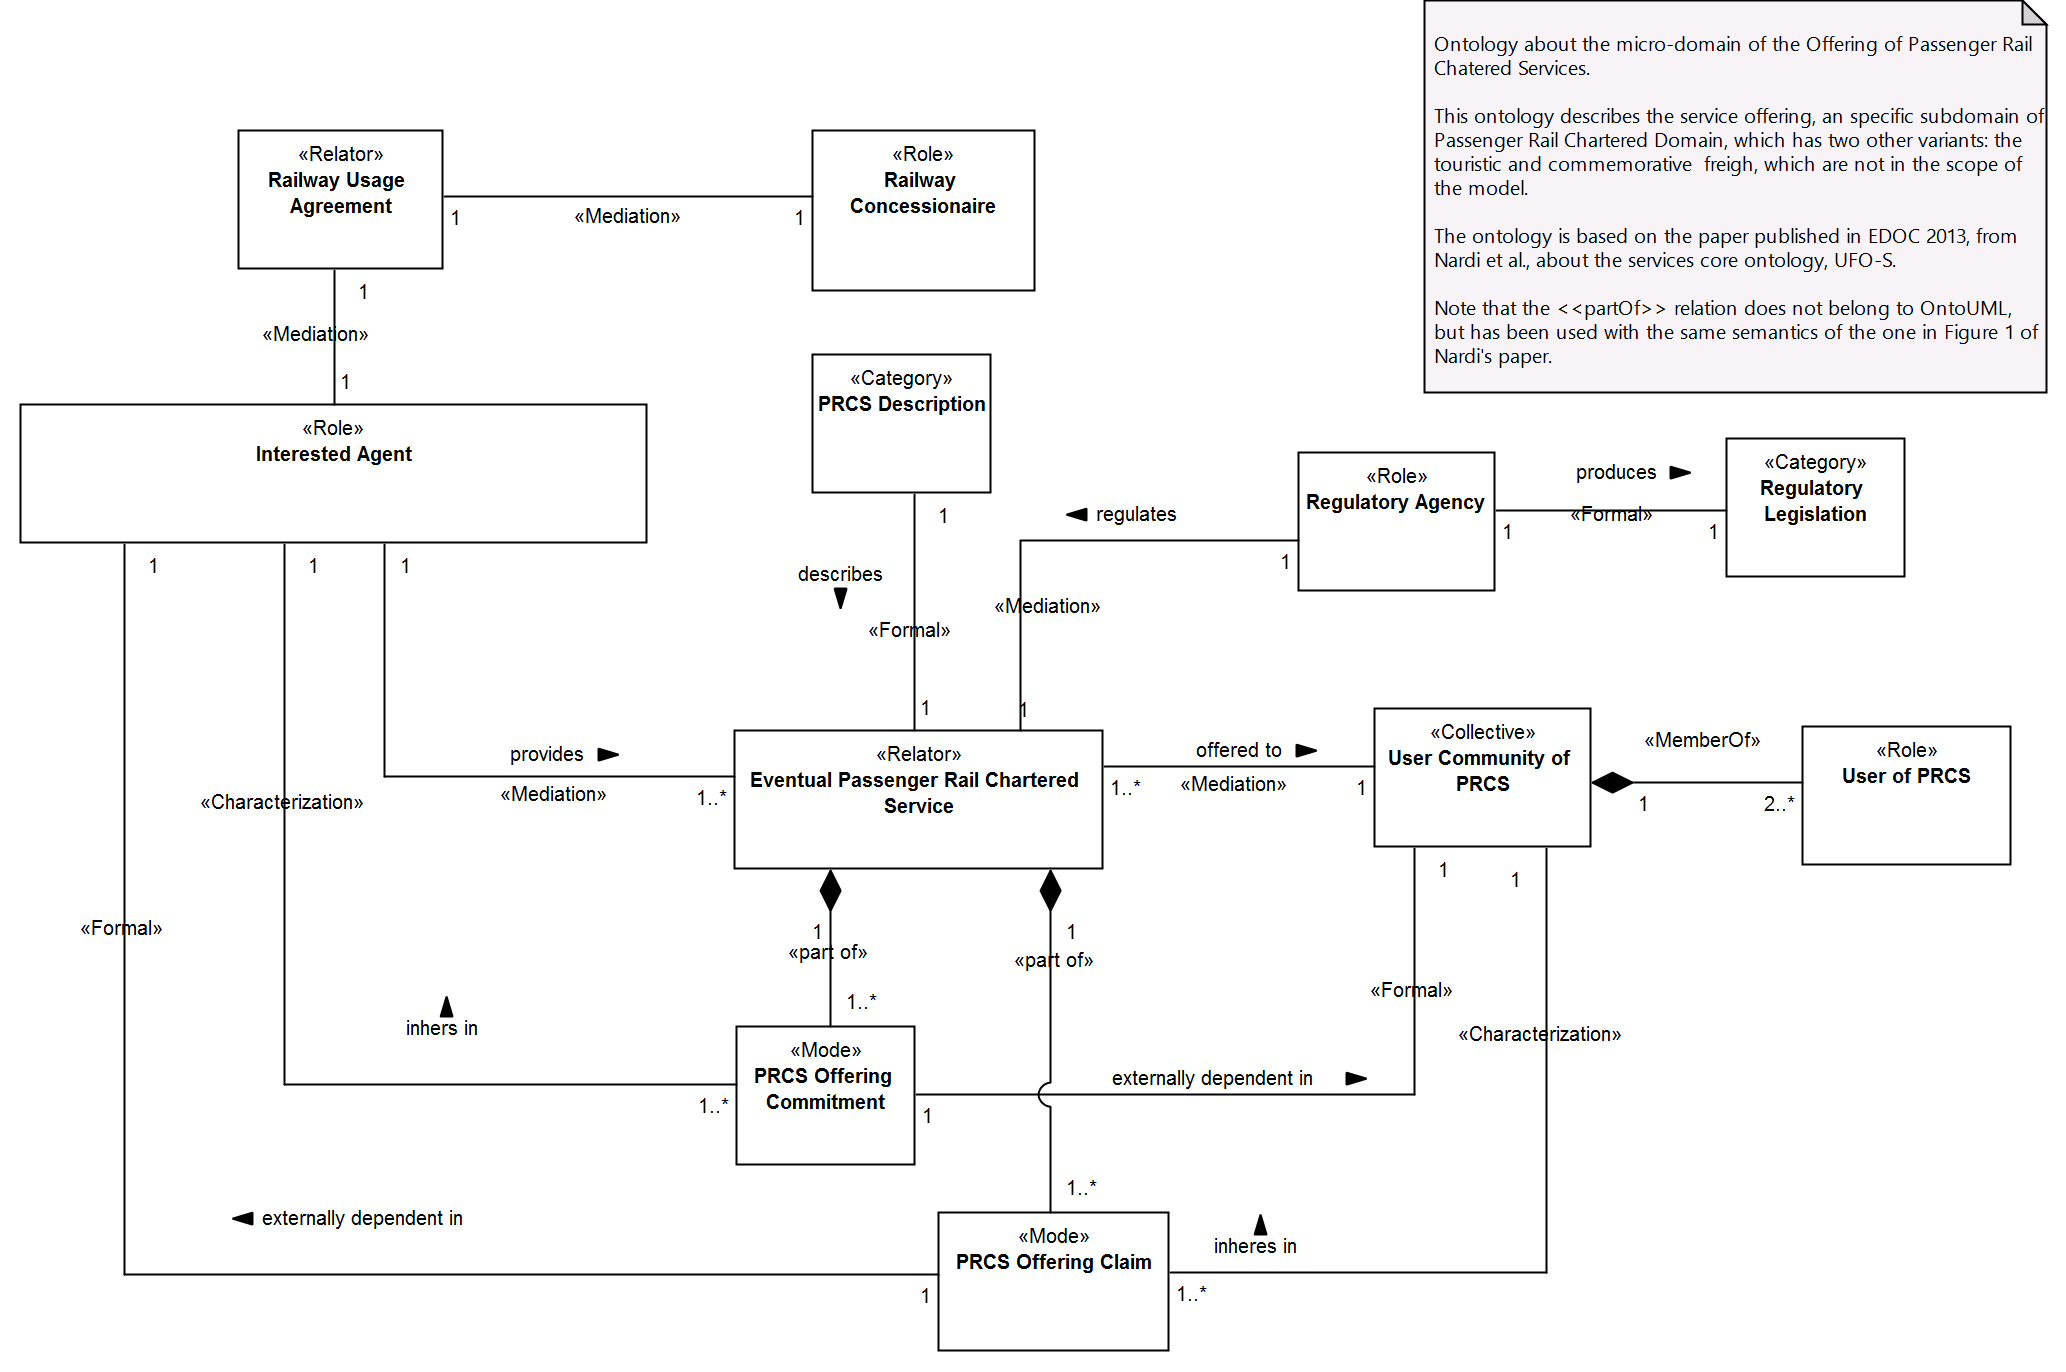 Ontology about the micro-domain of the Offering of Passenger Rail
Chatered Services.
This ontology describes the service offering, an specific subdomain of
Passenger Rail Chartered Domain, which has two other variants: the
touristic and commemorative  freigh, which are not in the scope of
the model.
The ontology is based on the paper published in EDOC 2013, from
Nardi et al., about the services core ontology, UFO-S.
Note that the <<partOf>> relation does not belong to OntoUML,
but has been used with the same semantics of the one in Figure 1 of
Nardi's paper.
«Relator»
Railway Usage
Agreement
1
«Mediation»
1
«Role»
Railway
Concessionaire
1
«Mediation»
1
«Role»
Interested Agent
«Category»
PRCS Description
1
describes
«Formal»
1
«Role»
Regulatory Agency
1
produces
«Formal»
1
«Category»
Regulatory
Legislation
regulates
1
«Mediation»
1
1
1
1
provides
«Mediation»
1..*
«Relator»
Eventual Passenger Rail Chartered
Service
offered to
1..*
«Mediation»
1
«Collective»
User Community of
PRCS
«MemberOf»
1
2..*
«Role»
User of PRCS
«Characterization»
«Formal»
1
«part of»
1..*
1
«part of»
1..*
1
1
«Formal»
«Characterization»
inhers in
1..*
«Mode»
PRCS Offering
Commitment
1
externally dependent in
externally dependent in
1
«Mode»
PRCS Offering Claim
inheres in
1..*